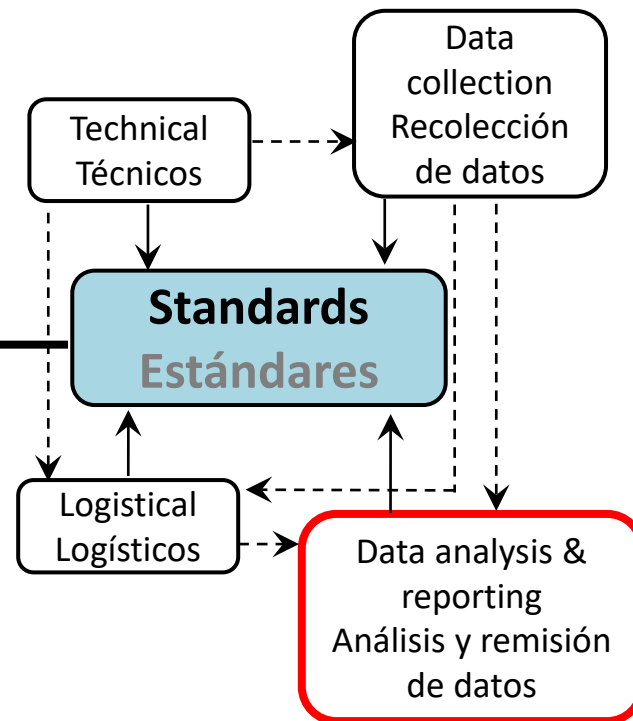 Technical
Técnicos
Data
collection
Recolección
de datos
Standards
Estándares
Logistical
Logísticos
Data analysis &
reporting
Análisis y remisión
de datos